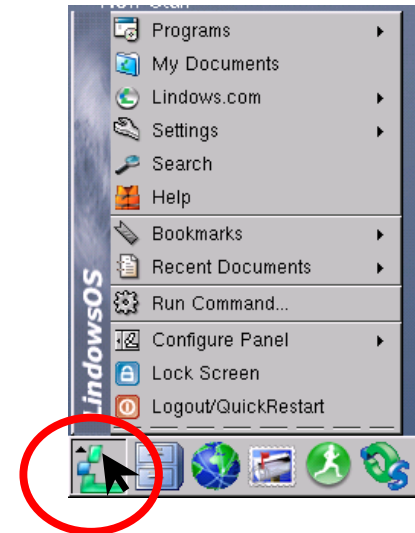 Programs
My Documents
Lindows.com
Settings
Search
Help
Bookmarks
Recent Documents
Run Command...
Configure Panel
Lock Screen
Logout/QuickRestart
LindowsOS